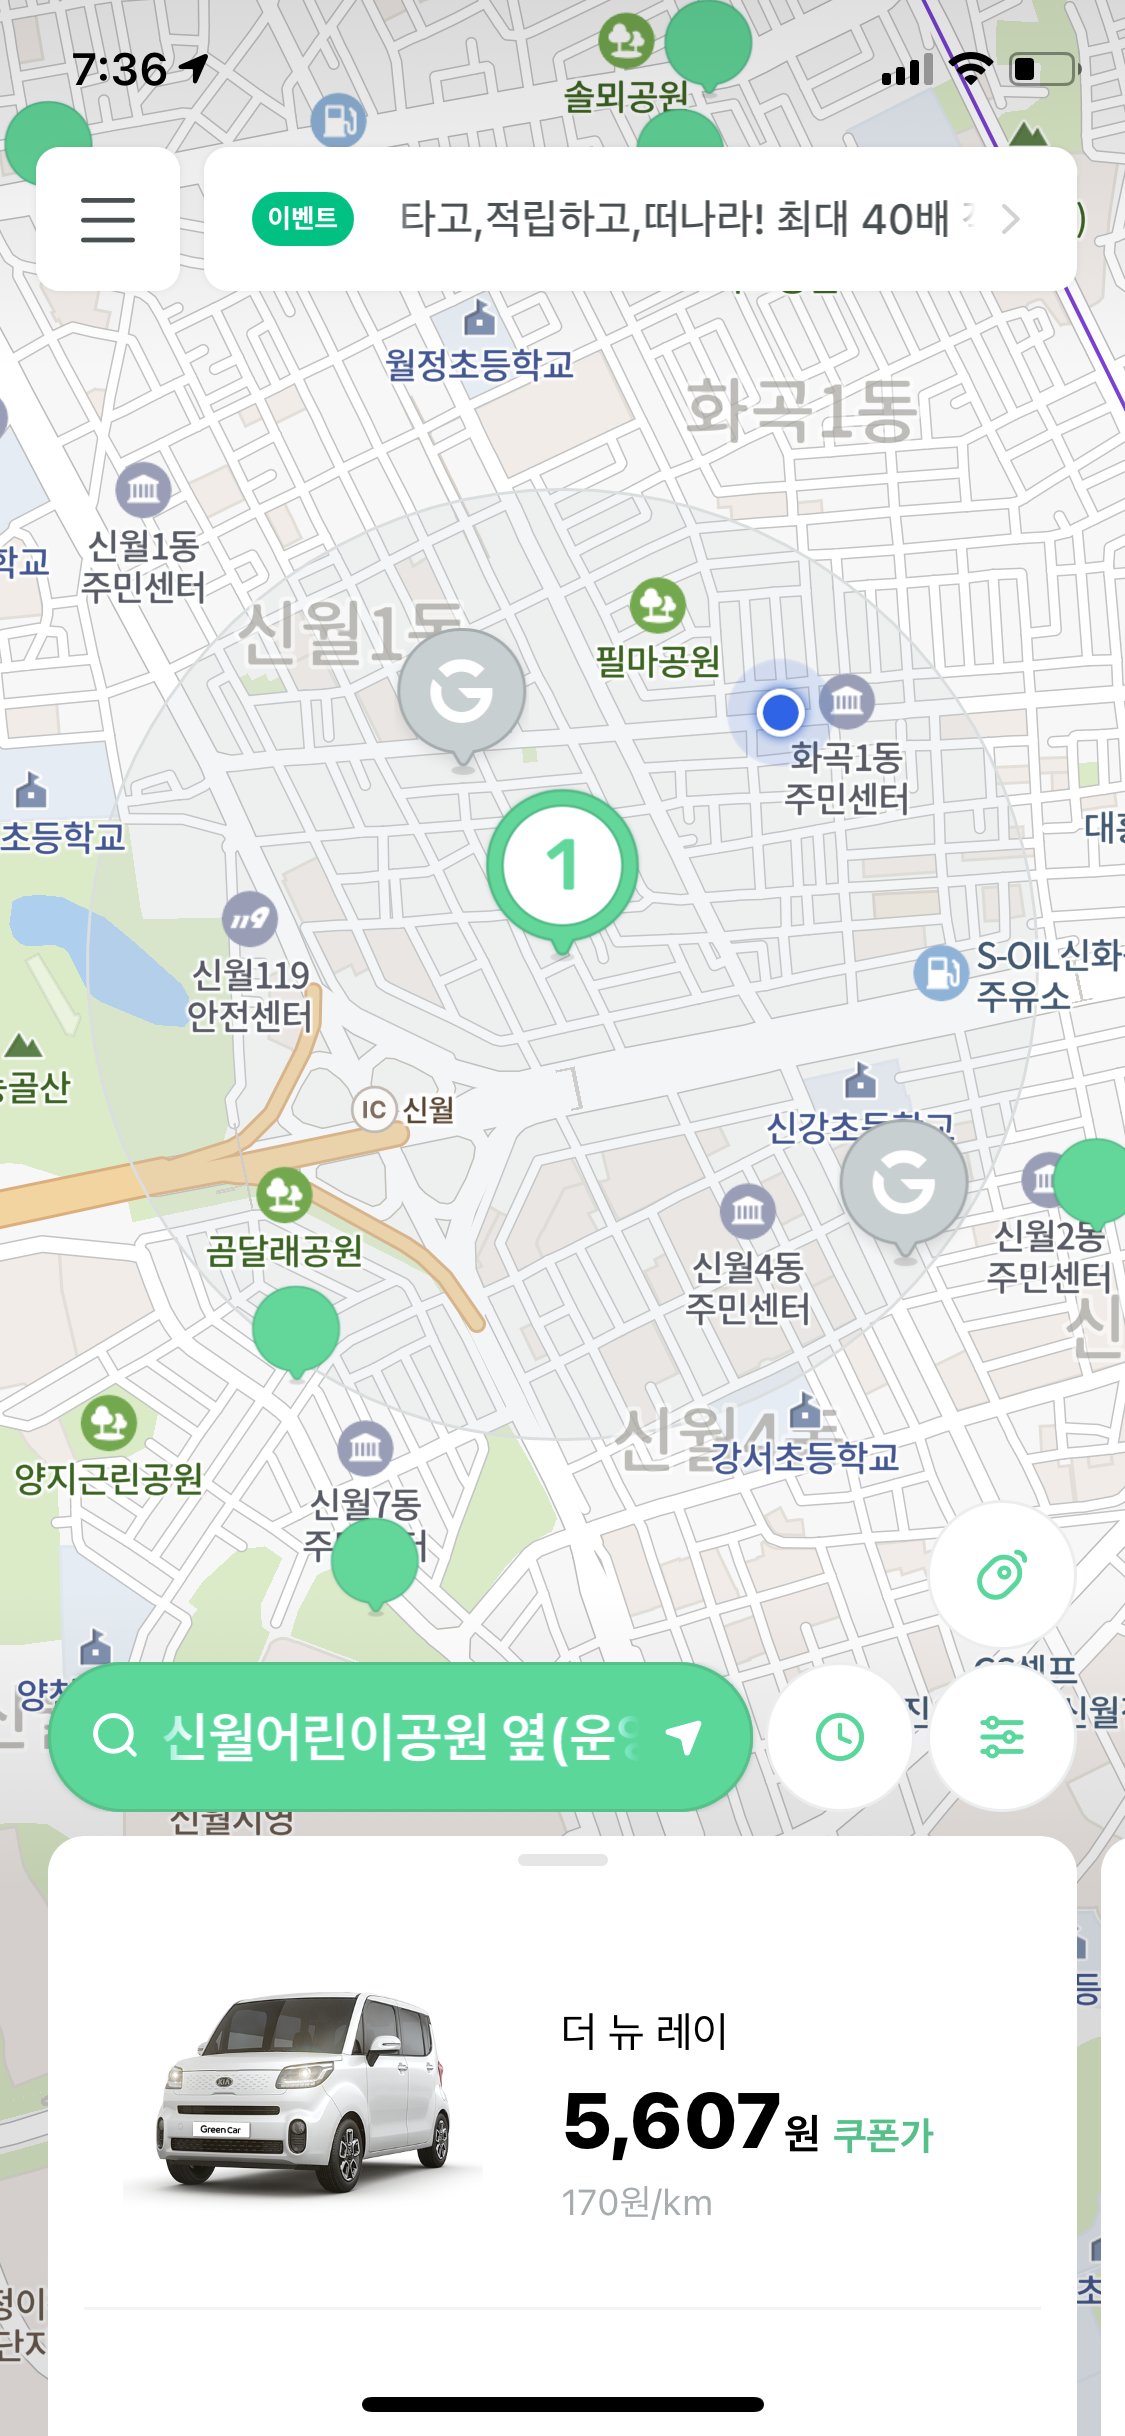 7:36
솔뫼공원
이벤트
타고,적립하고,떠나라! 최대 40배
월정초등학교
화곡1동
신월1동
주민센터
학교
신월1동
필마공원
화곡1동
주민센터
초등학교
1
신월119
안전센터
S-OIL신화
주유소
골산
IC 신월
신강초등학교
곰달래공원
신월4동
주민센터
신월2동
주민센터
신
신월4동
강서초등학교
양지근린공원
신월7동
신월어린이공원 옆(운
신월시영
더 뉴 레이
5,607원 쿠폰가
170원/km
KIA
Green Car
등
초
단지